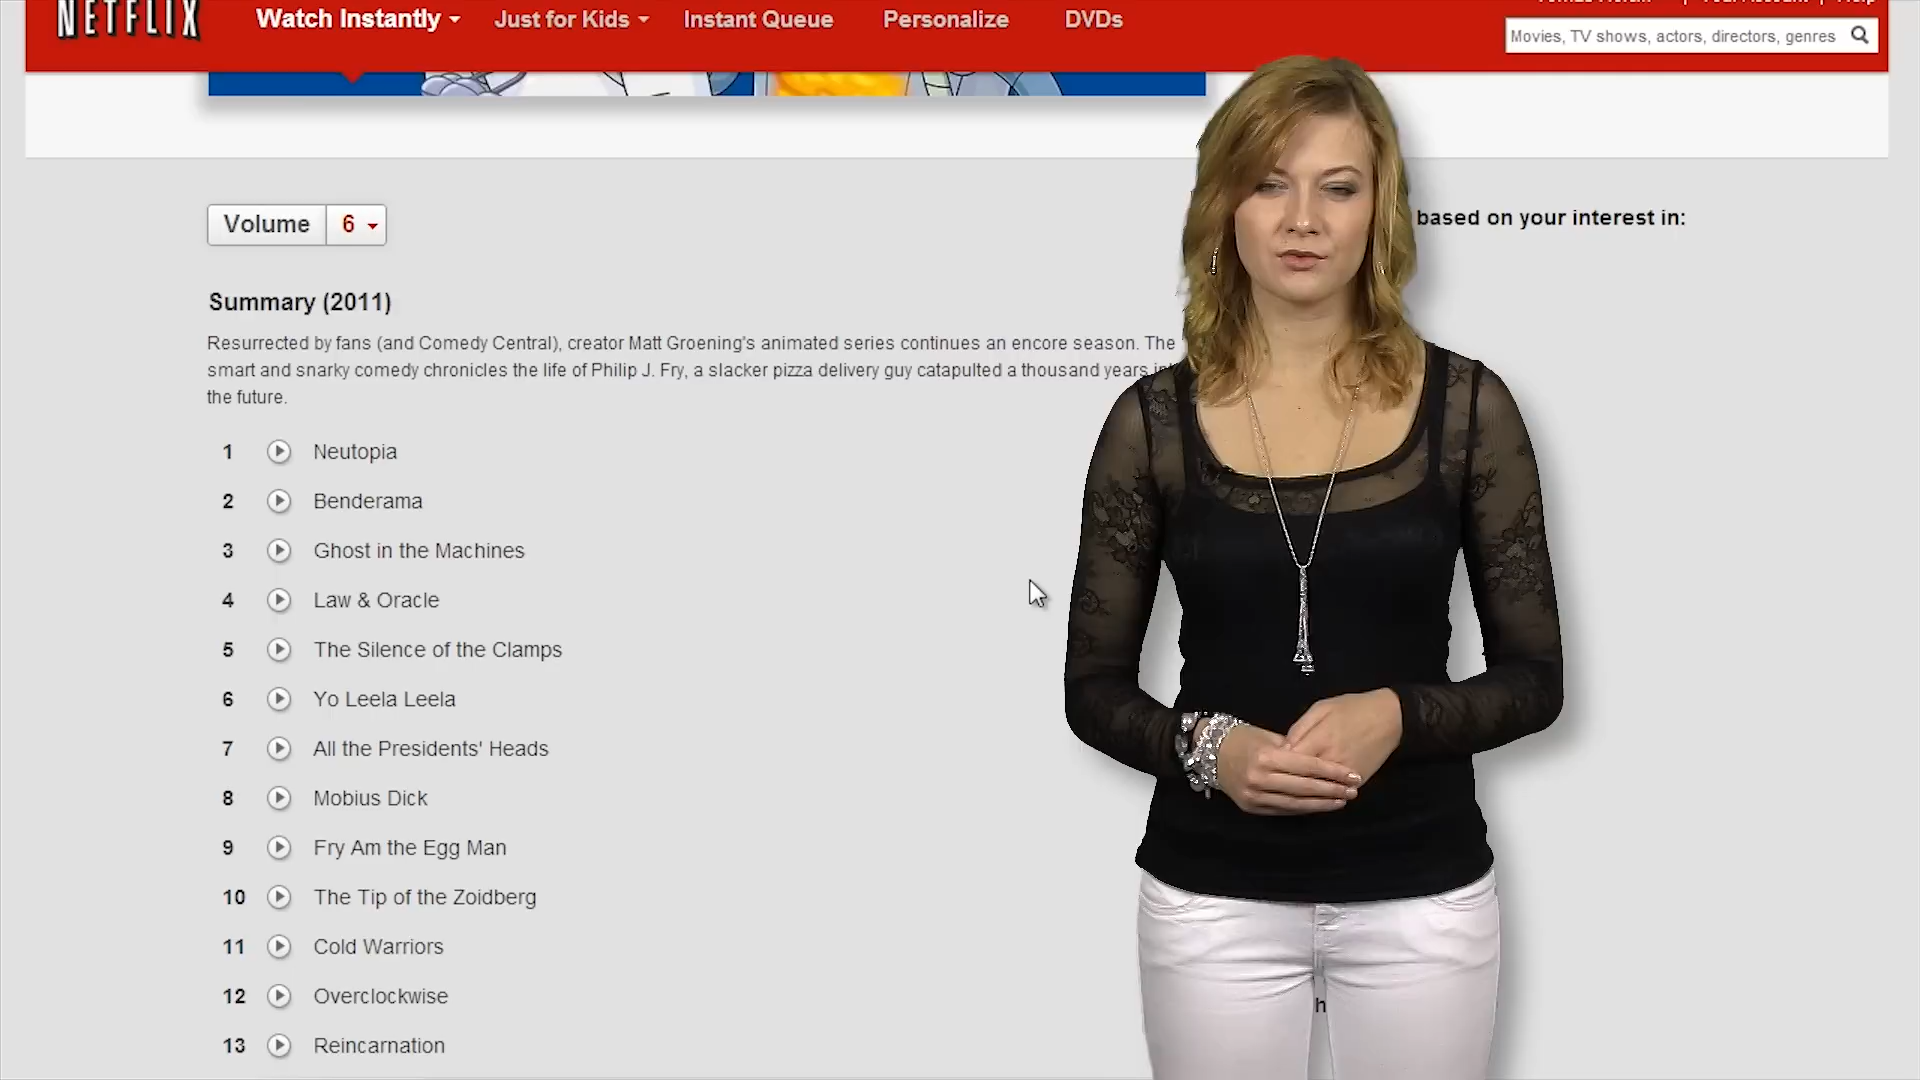 NETFLIX
Watch Instantly
Just for Kids
Instant Queue
Personalize
DVDs
Your Account
Help
Movies, TV shows, actors, directors, genres
Volume 6
based on your interest in:
Summary (2011)
Resurrected by fans (and Comedy Central), creator Matt Groening's animated series continues an encore season. The
smart and snarky comedy chronicles the life of Philip J. Fry, a slacker pizza delivery guy catapulted a thousand years
the future.
1 Neutopia
2 Benderama
3 Ghost in the Machines
4 Law & Oracle
5 The Silence of the Clamps
6 Yo Leela Leela
7 All the Presidents' Heads
8 Mobius Dick
9 Fry Am the Egg Man
10 The Tip of the Zoidberg
11 Cold Warriors
12 Overclockwise
13 Reincarnation
h